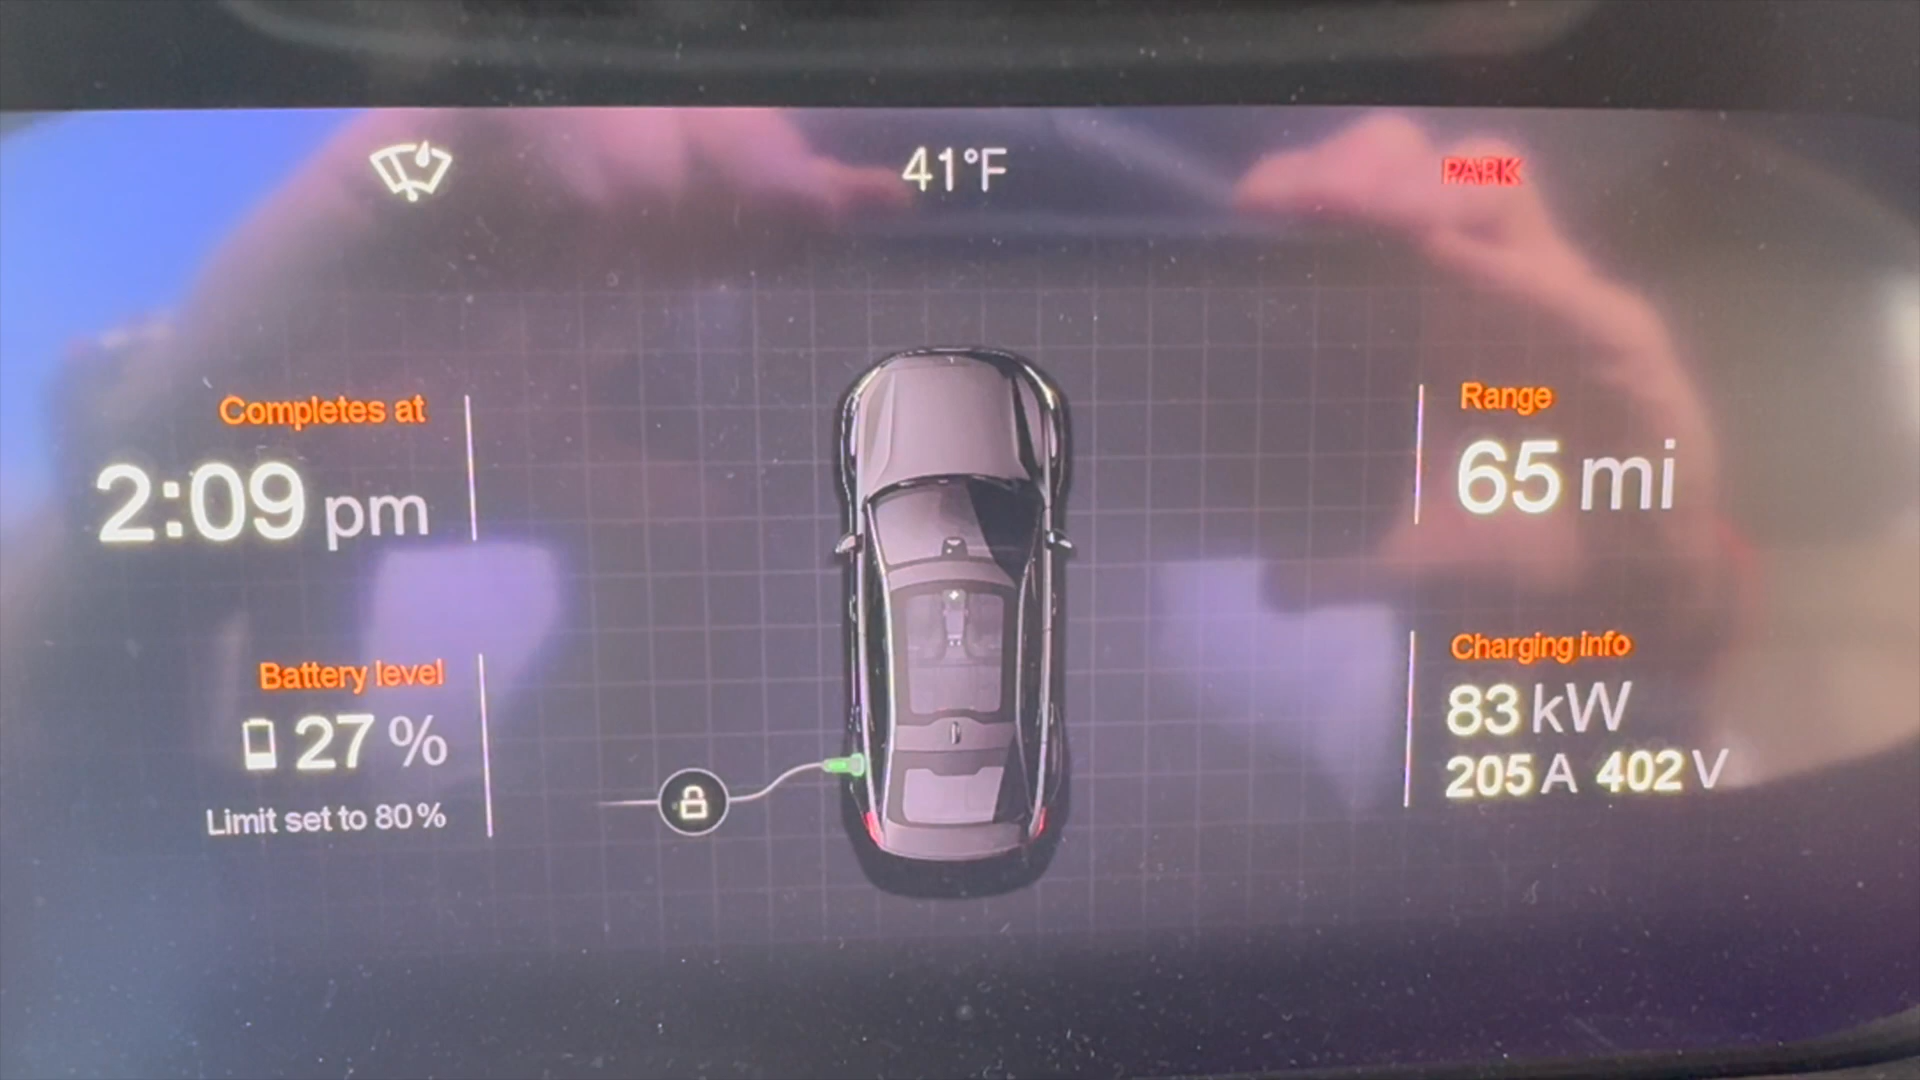 41°F
PARK
Completes at
2:09 pm
Range
65 mi
Battery level
27 %
Limit set to 80%
Charging info
83 kW
205 A 402 V